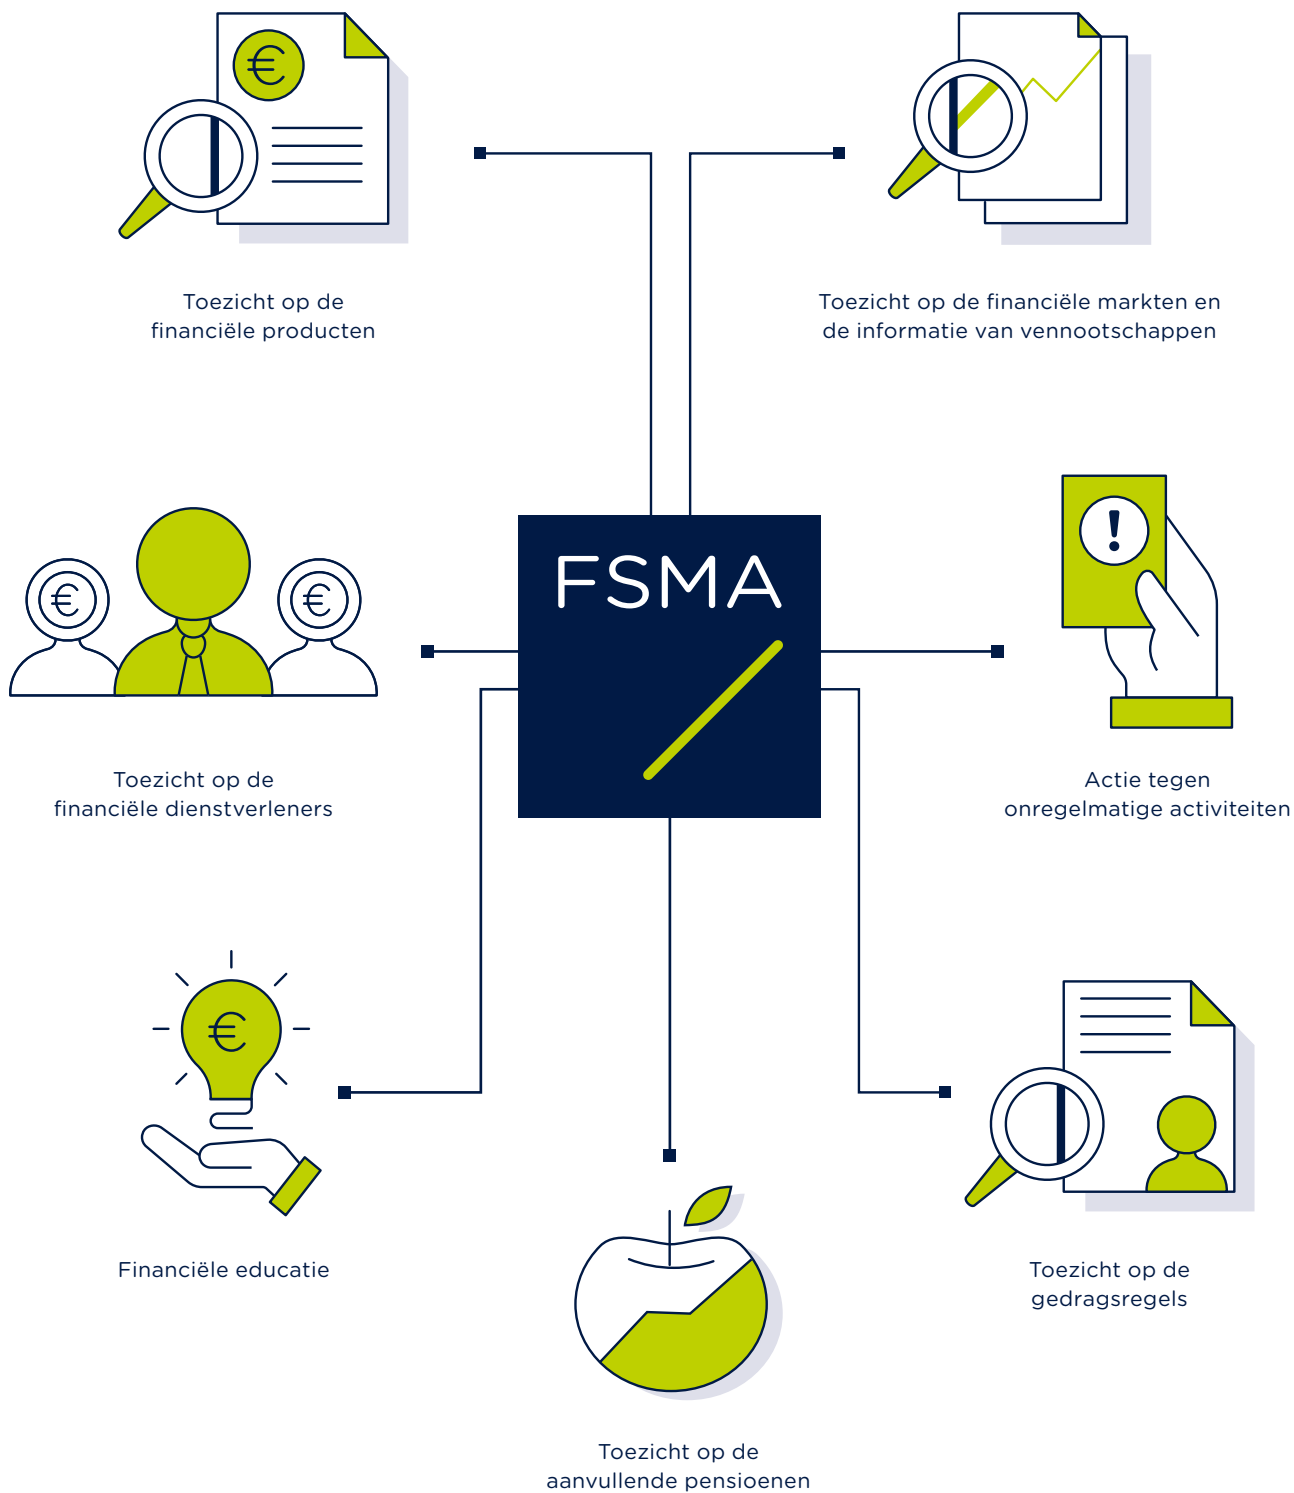 €
Toezicht op de
financiële producten
Toezicht op de financiële markten en
de informatie van vennootschappen
FSMA
€
€
!
Toezicht op de
financiële dienstverleners
Actie tegen
onregelmatige activiteiten
€
Financiële educatie
Toezicht op de
gedragsregels
Toezicht op de
aanvullende pensioenen